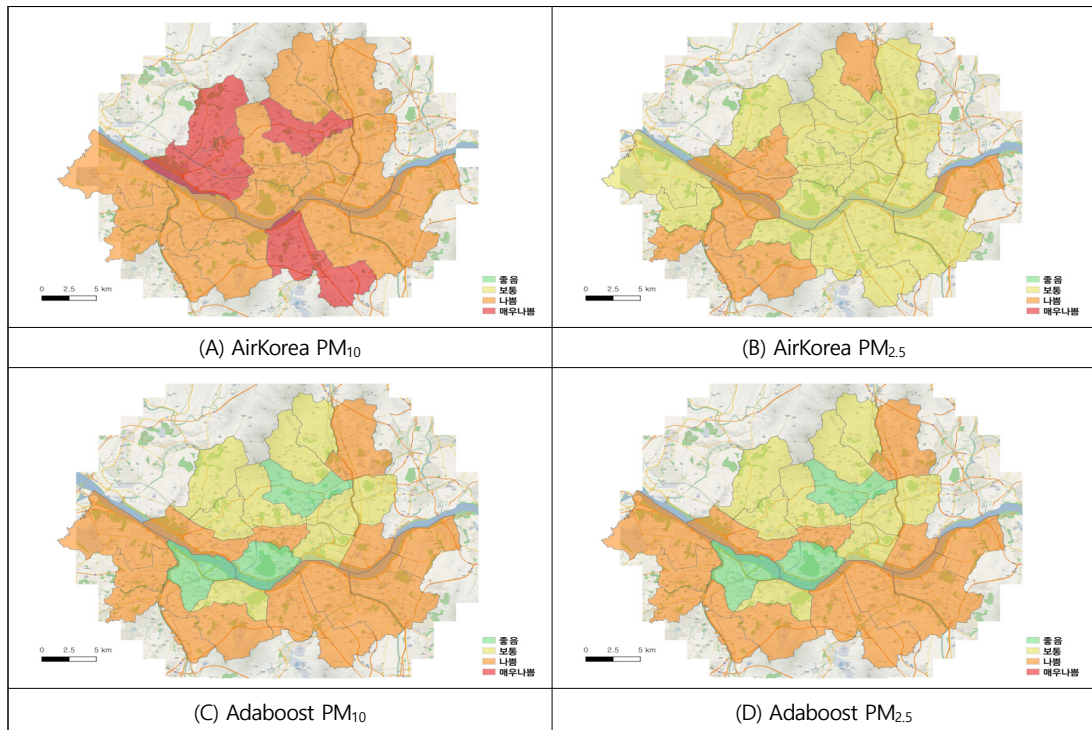 0 2.5 5 km
좋음
보통
나쁨
매우나쁨
0 2.5 5 km
좋음
보통
나쁨
매우나쁨
(A) AirKorea PM₁₀
(B) AirKorea PM₂.₅
0 2.5 5 km
좋음
보통
나쁨
매우나쁨
0 2.5 5 km
좋음
보통
나쁨
매우나쁨
(C) Adaboost PM₁₀
(D) Adaboost PM₂.₅